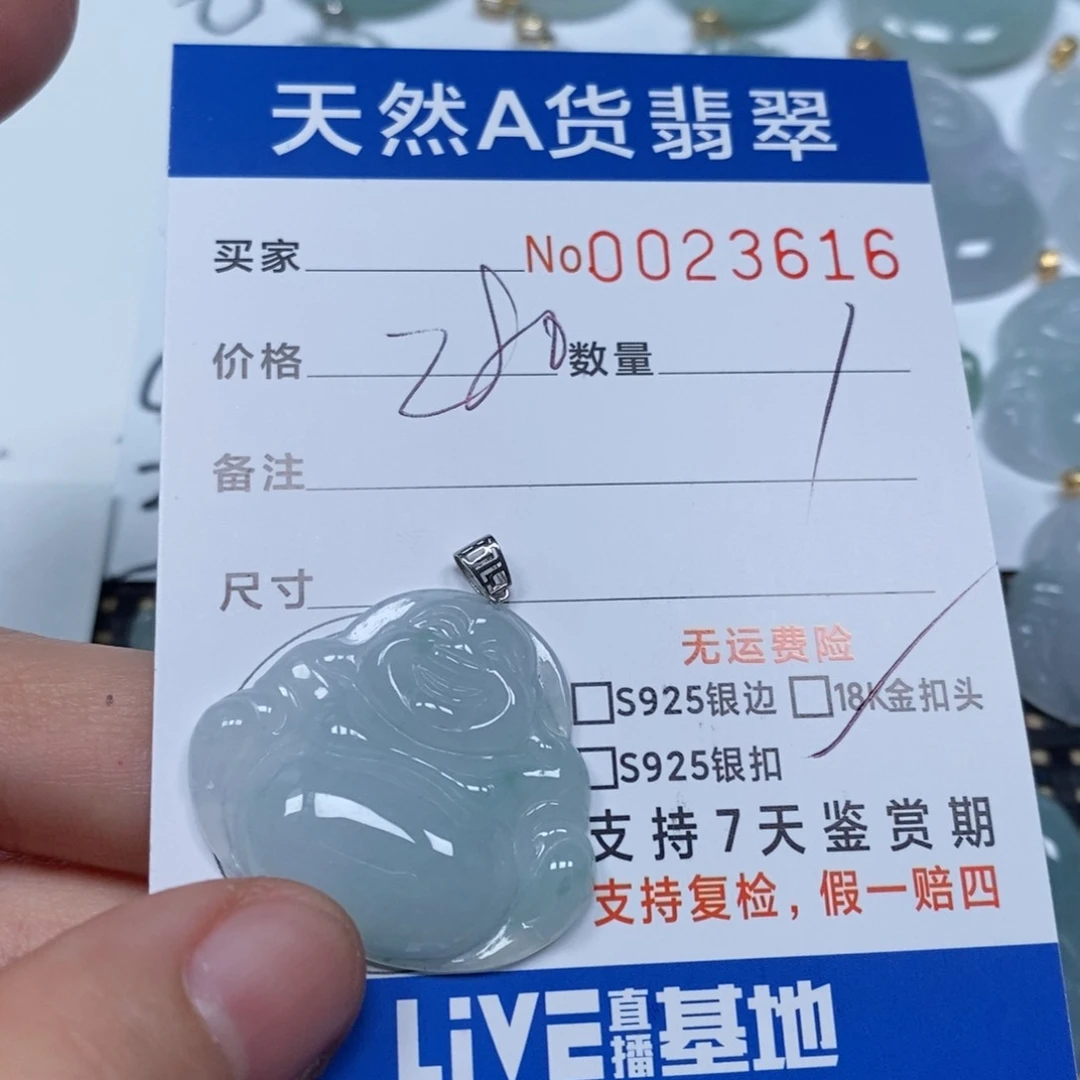 天然A货翡翠
买家 No.0023616
价格 280 数量 1
备注
尺寸
无运费险
□S925银边 □18K金扣头
□S925银扣
支持7天鉴赏期
支持复检，假一赔四
LiVE直播基地